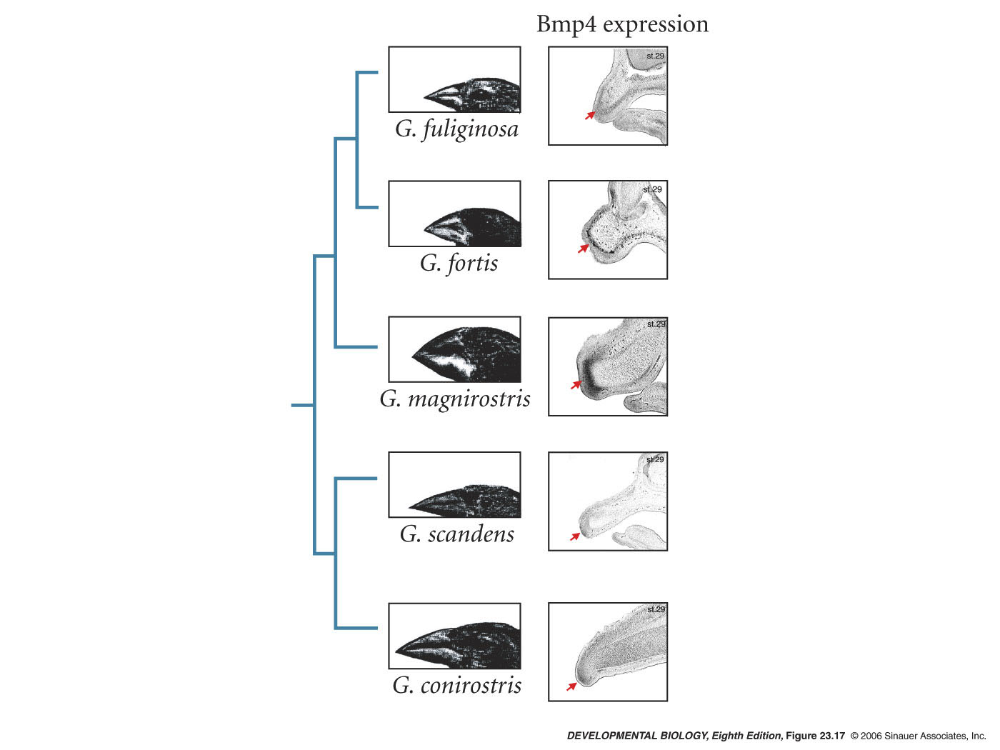 Bmp4 expression
st.29
G. fuliginosa
st.29
G. fortis
st.29
G. magnirostris
st.29
G. scandens
st.29
G. conirostris
DEVELOPMENTAL BIOLOGY, Eighth Edition, Figure 23.17 © 2006 Sinauer Associates, Inc.